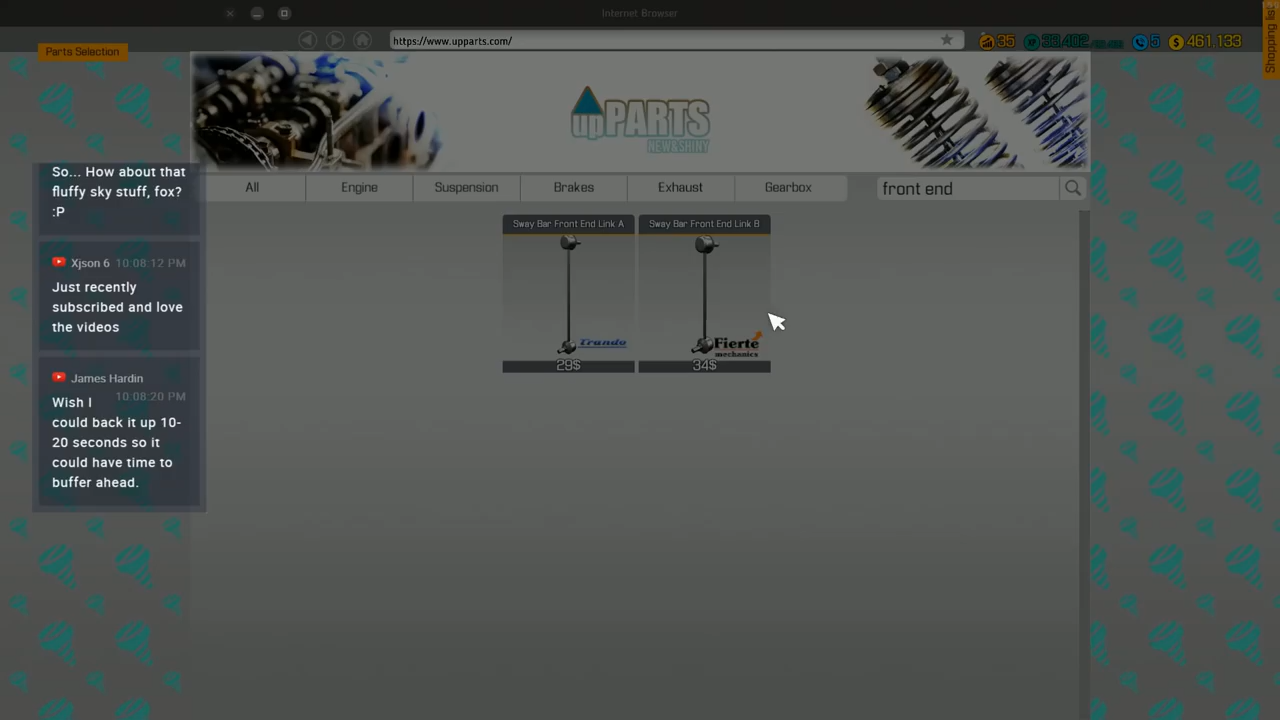 Internet Browser
https://www.upparts.com/
35
5
461,133
Shopping list
Parts Selection
upPARTS
NEW&SHINY
All
Engine
Suspension
Brakes
Exhaust
Gearbox
front end
Sway Bar Front End Link A
Sway Bar Front End Link B
Trundo
Fierte
mechanics
29$
34$
So... How about that
fluffy sky stuff, fox?
:P
Xjson 6 10:08:12 PM
Just recently
subscribed and love
the videos
James Hardin
10:08:20 PM
Wish I
could back it up 10-
20 seconds so it
could have time to
buffer ahead.